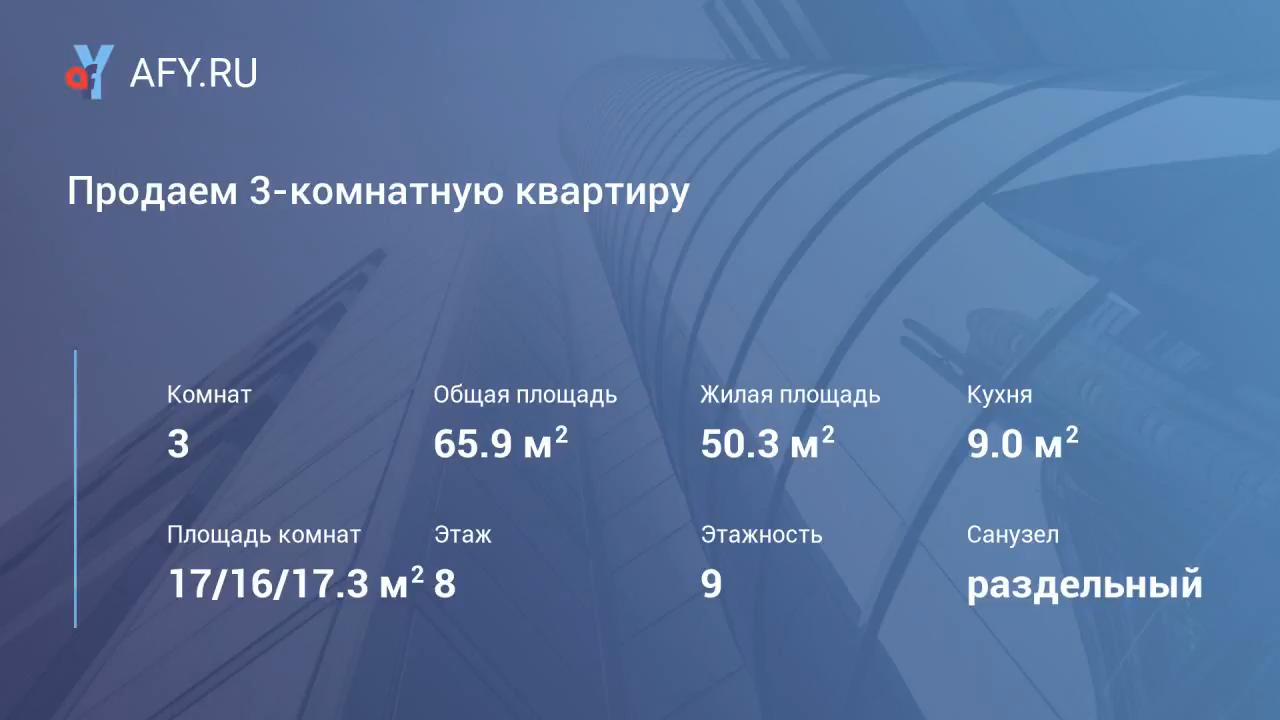 AFY.RU
Продаем 3-комнатную квартиру
Комнат Общая площадь Жилая площадь Кухня
3 65.9 м² 50.3 м² 9.0 м²
Площадь комнат Этаж Этажность Санузел
17/16/17.3 м² 8 9 раздельный